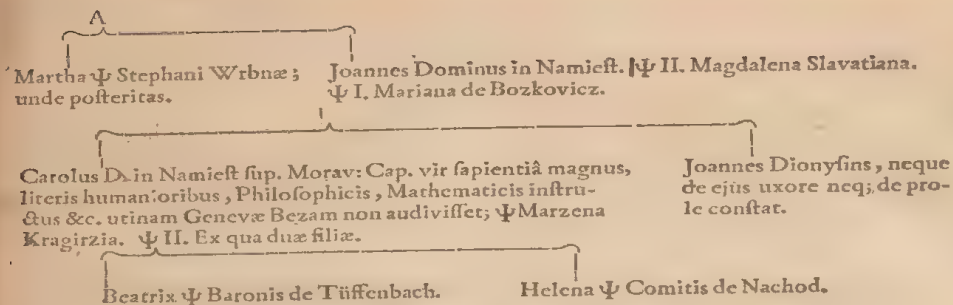 A
Martha Ψ Stephani Wrbnæ;
unde poſteritas.
Joannes Dominus in Namieſt. Ψ II. Magdalena Slavatiana.
Ψ I. Mariana de Bozkovicz.
Carolus D. in Namieſt ſup. Morav: Cap. vir ſapientiâ magnus,
literis humanioribus, Philoſophicis, Mathematicis inſtru-
ctus &c. utinam Genevæ Bezam non audiviſſet; Ψ Marzena
Kragirzia. Ψ II. Ex qua duæ filiæ.
Joannes Dionyſins, neque
de ejus uxore neq; de pro-
le conſtat.
Beatrix Ψ Baronis de Tüffenbach.
Helena Ψ Comitis de Nachod.